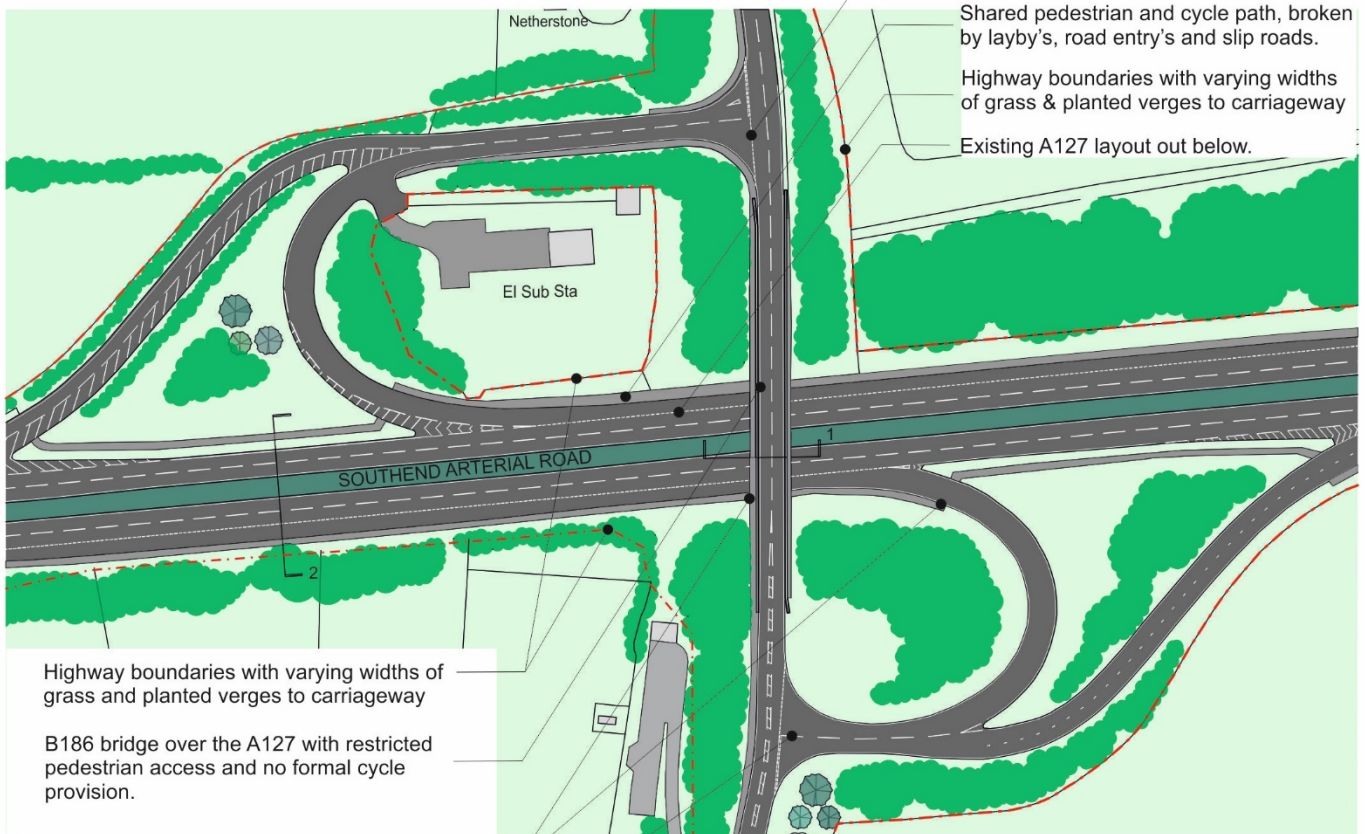 Netherstone
Shared pedestrian and cycle path, broken
by layby's, road entry's and slip roads.
Highway boundaries with varying widths
of grass & planted verges to carriageway
Existing A127 layout out below.
El Sub Sta
1
SOUTHEND ARTERIAL ROAD
2
Highway boundaries with varying widths of
grass and planted verges to carriageway
B186 bridge over the A127 with restricted
pedestrian access and no formal cycle
provision.